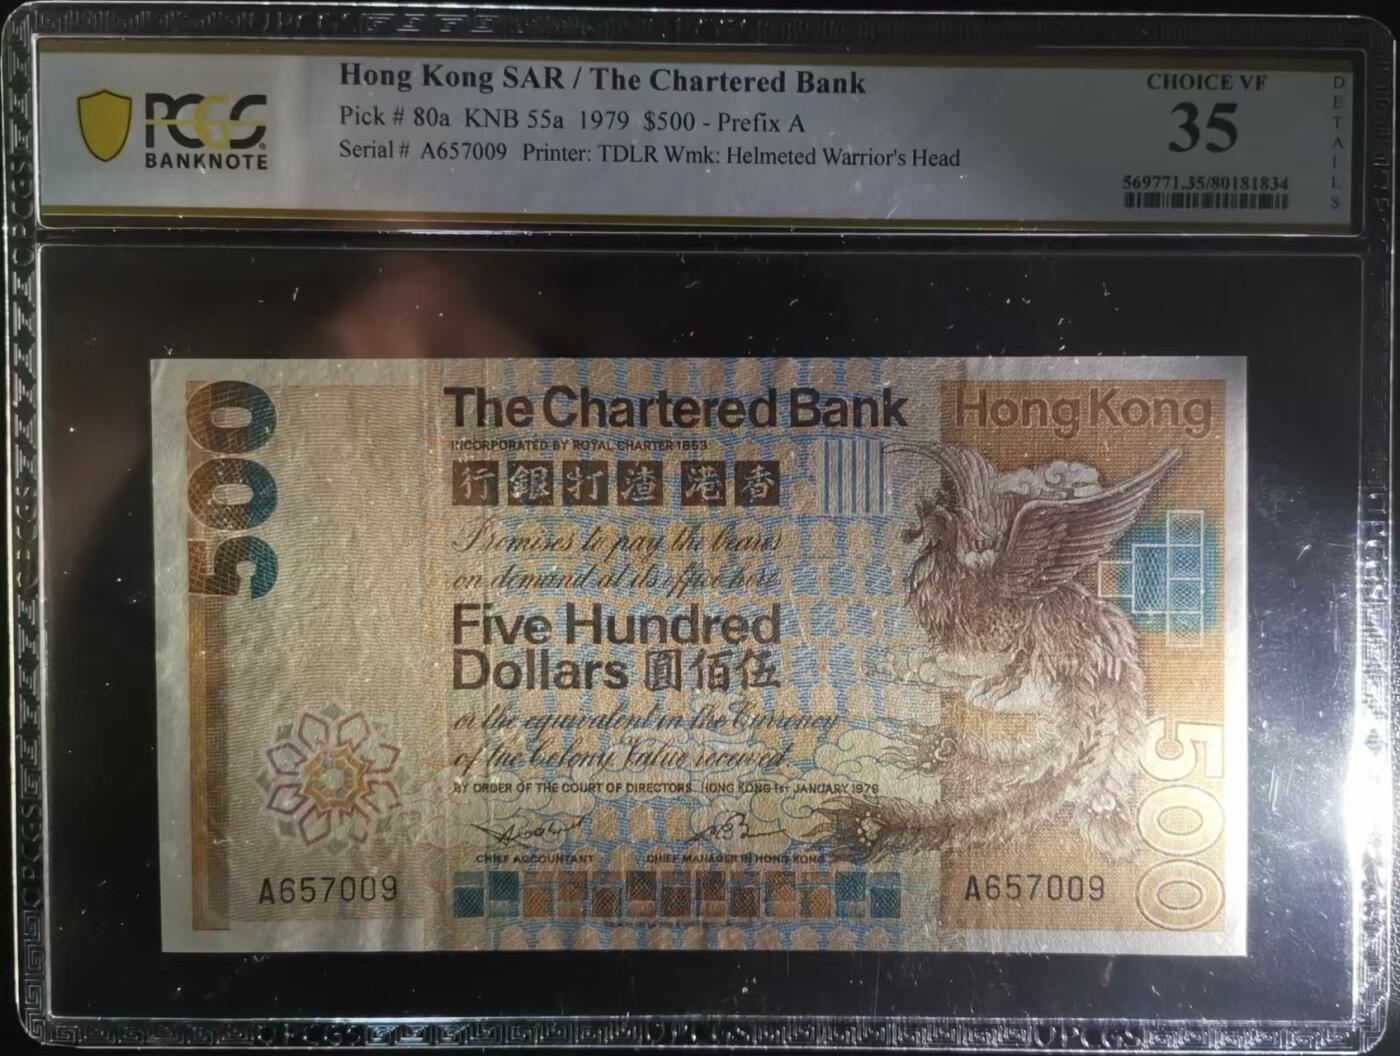 PCGS
BANKNOTE
Hong Kong SAR / The Chartered Bank
Pick # 80a KNB 55a 1979 $500 - Prefix A
Serial # A657009 Printer: TDLR Wmk: Helmeted Warrior's Head
CHOICE VF
35
569771.35/80181834
DETAILS
500
The Chartered Bank
Hong Kong
INCORPORATED BY ROYAL CHARTER 1853
行銀打渣 港香
Promises to pay the bearer
on demand at its office here
Five Hundred
Dollars 圓佰伍
or the equivalent in the Currency
of the Colony Value received.
BY ORDER OF THE COURT OF DIRECTORS. HONG KONG 1ST JANUARY 1979
CHIEF ACCOUNTANT
CHIEF MANAGER IN HONG KONG
A657009
A657009
500